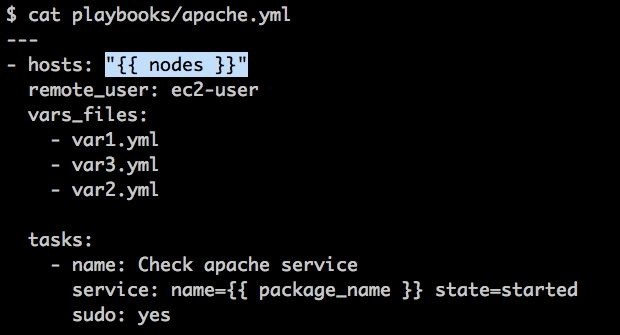 $ cat playbooks/apache.yml
---
- hosts: "{{ nodes }}"
  remote_user: ec2-user
  vars_files:
    - var1.yml
    - var3.yml
    - var2.yml

  tasks:
    - name: Check apache service
      service: name={{ package_name }} state=started
      sudo: yes